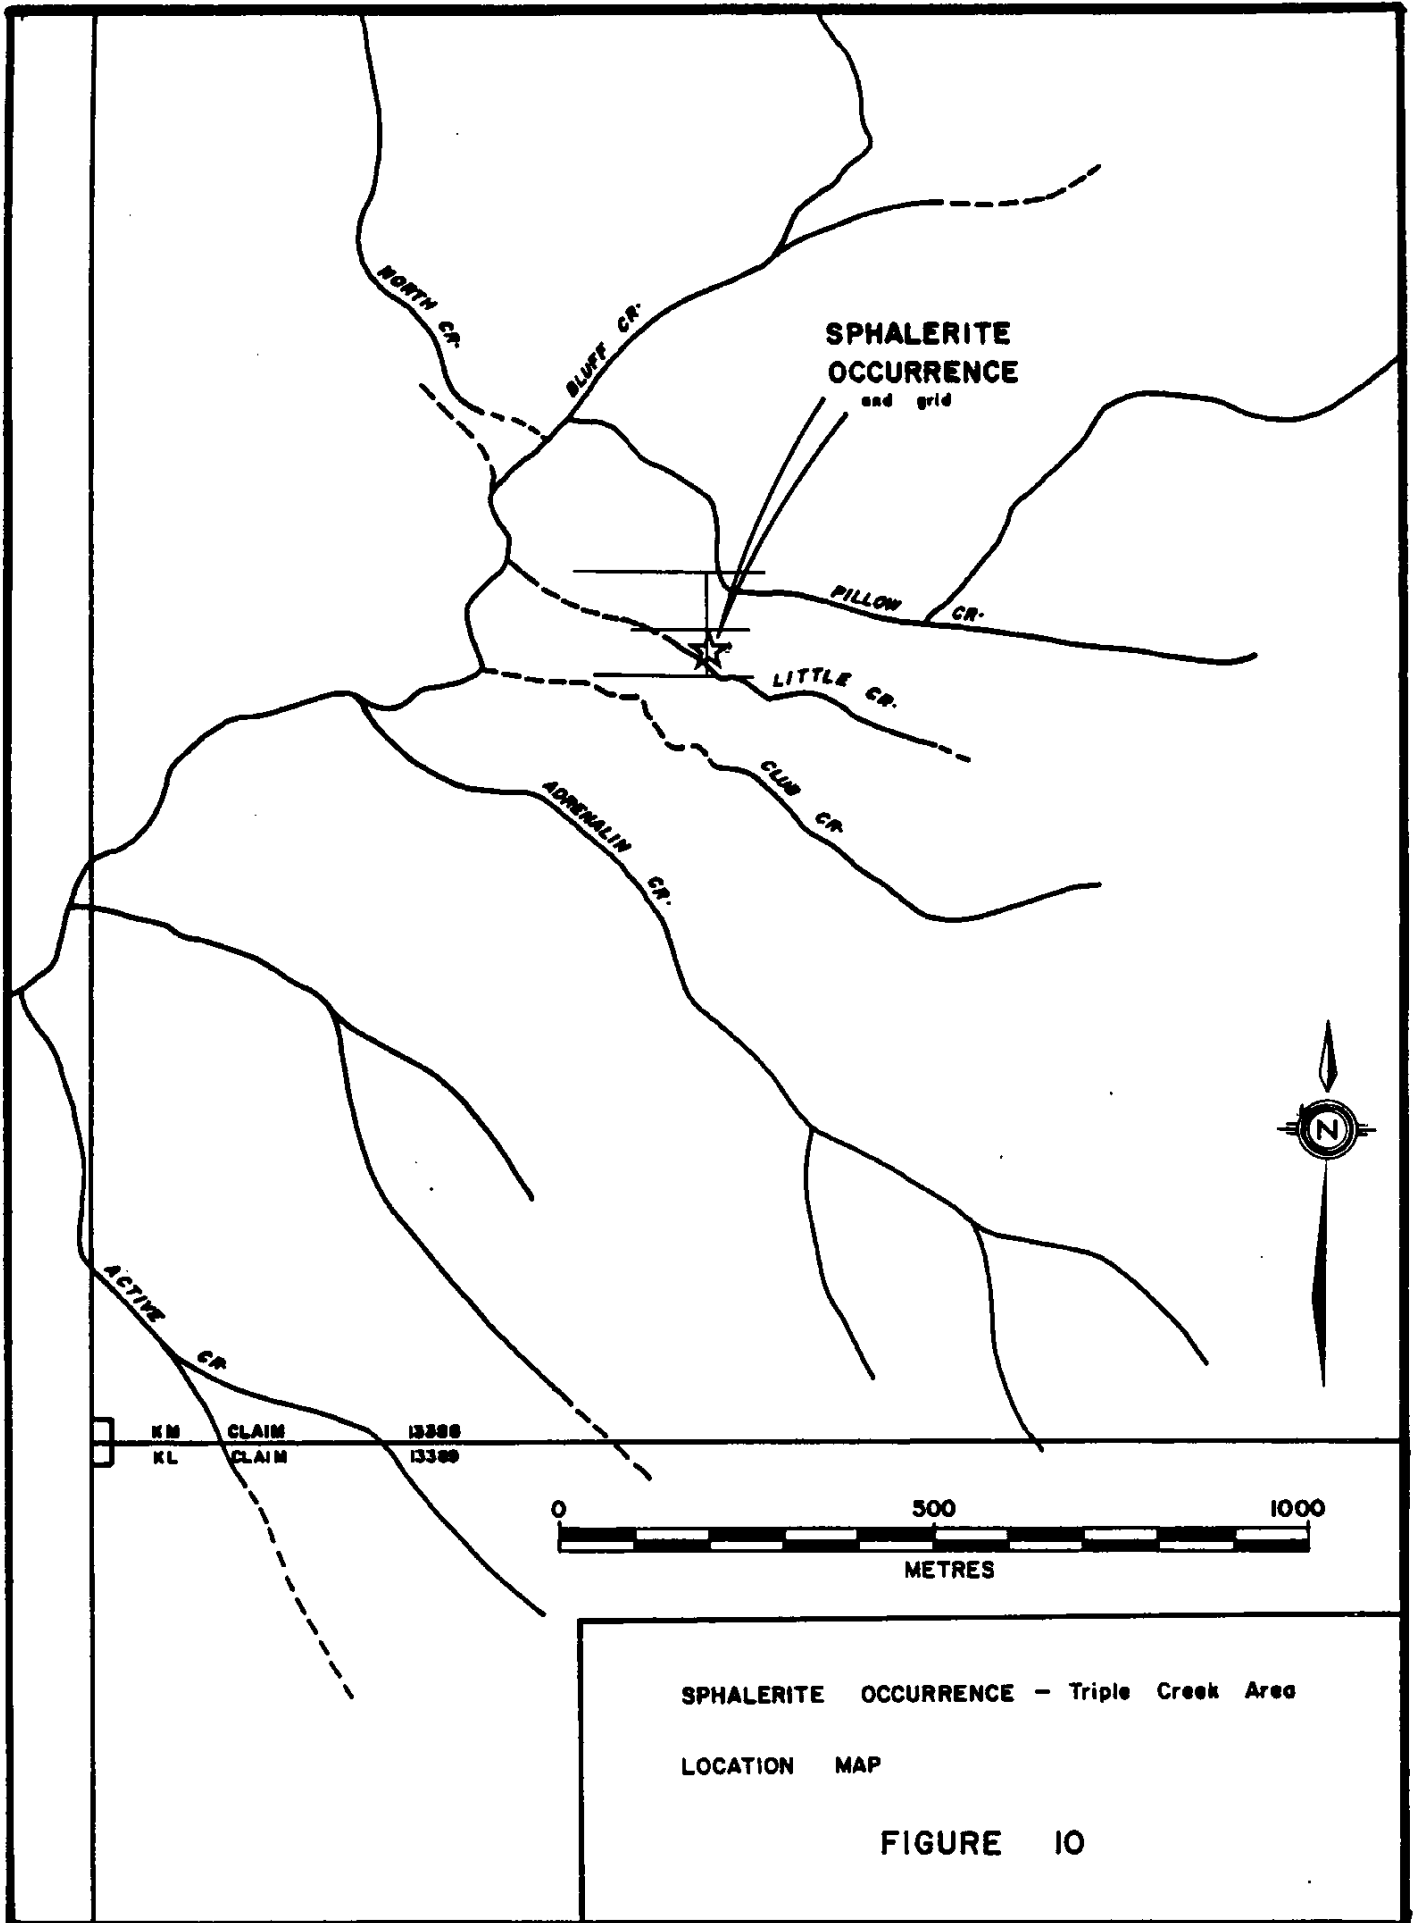 NORTH CR.
BLUFF CR.
SPHALERITE
OCCURRENCE
and grid
PILLOW CR.
LITTLE CR.
CLUB CR.
ADRENALIN CR.
N
ACTIVE CR.
KM CLAIM 13388
KL CLAIM 13389
0 500 1000
METRES
SPHALERITE OCCURRENCE - Triple Creek Area
LOCATION MAP
FIGURE 10